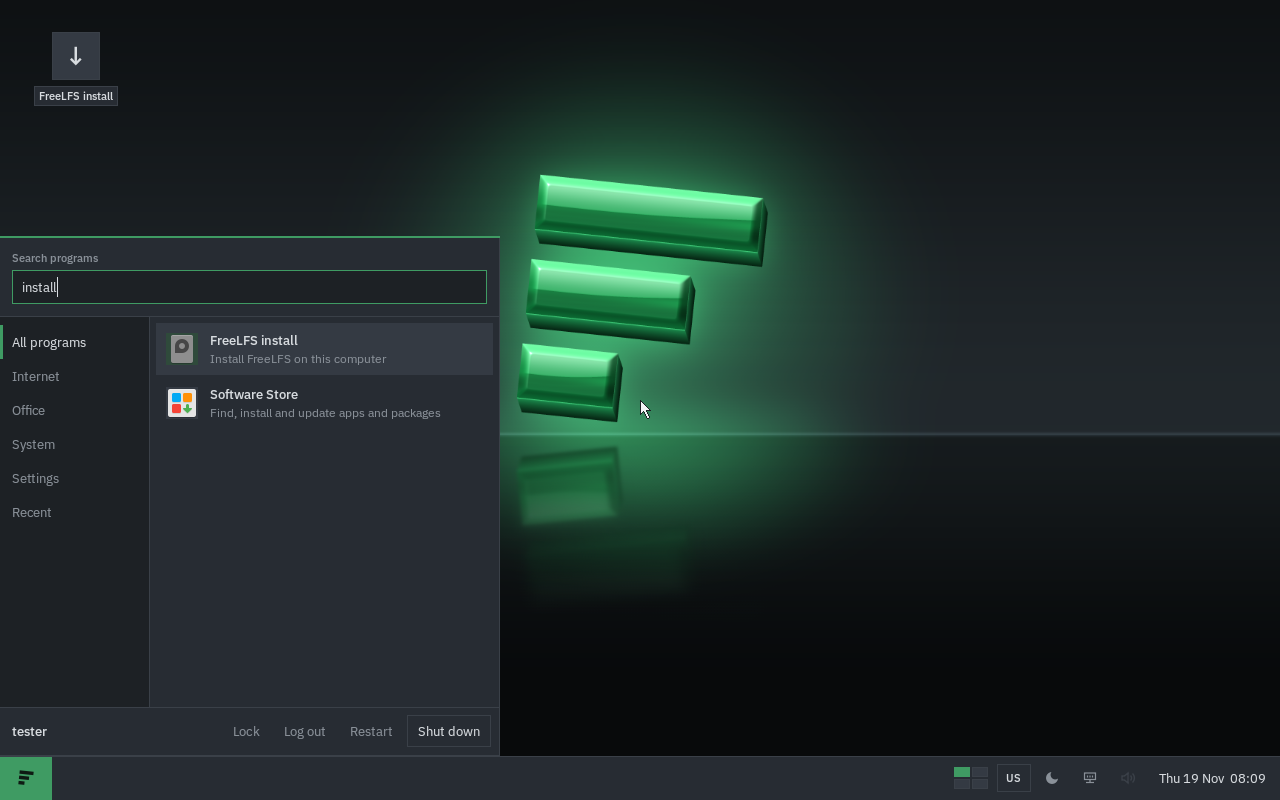 FreeLFS install
Search programs
install
All programs
Internet
Office
System
Settings
Recent
FreeLFS install
Install FreeLFS on this computer
Software Store
Find, install and update apps and packages
tester
Lock
Log out
Restart
Shut down
US
Thu 19 Nov 08:09